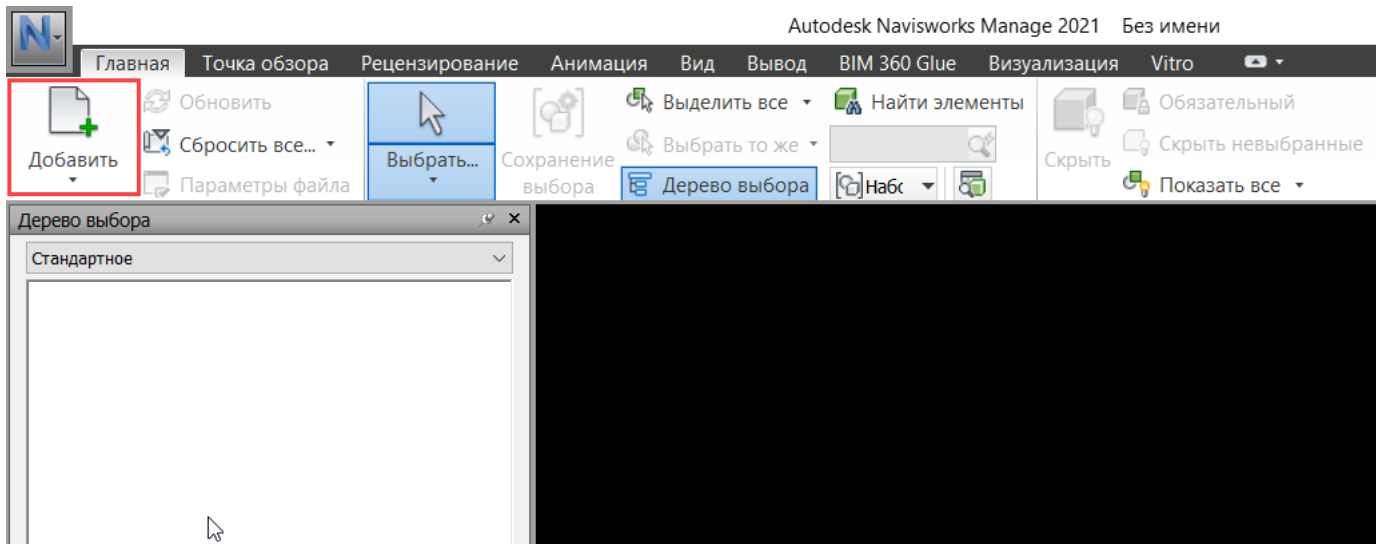 Autodesk Navisworks Manage 2021 Без имени
Главная Точка обзора Рецензирование Анимация Вид Вывод BIM 360 Glue Визуализация Vitro
Добавить
Обновить
Сбросить все...
Параметры файла
Выбрать...
Сохранение
выбора
Выделить все
Выбрать то же
Дерево выбора
Найти элементы
Набс
Скрыть
Обязательный
Скрыть невыбранные
Показать все
Дерево выбора
Стандартное